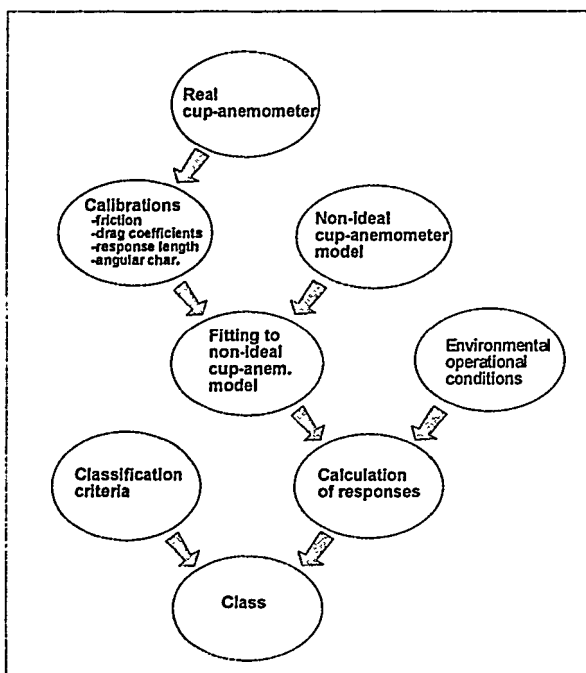 Real
cup-anemometer
Calibrations
-friction
-drag coefficients
-response length
-angular char.
Non-ideal
cup-anemometer
model
Fitting to
non-ideal
cup-anem.
model
Environmental
operational
conditions
Classification
criteria
Calculation
of responses
Class